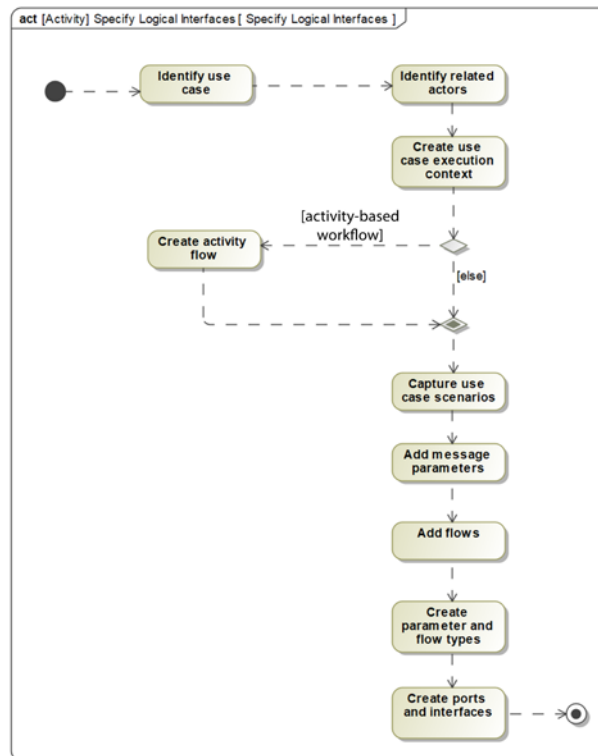 act [Activity] Specify Logical Interfaces [ Specify Logical Interfaces ]
Identify use
case
Identify related
actors
Create use
case execution
context
[activity-based
workflow]
Create activity
flow
[else]
Capture use
case scenarios
Add message
parameters
Add flows
Create
parameter and
flow types
Create ports
and interfaces